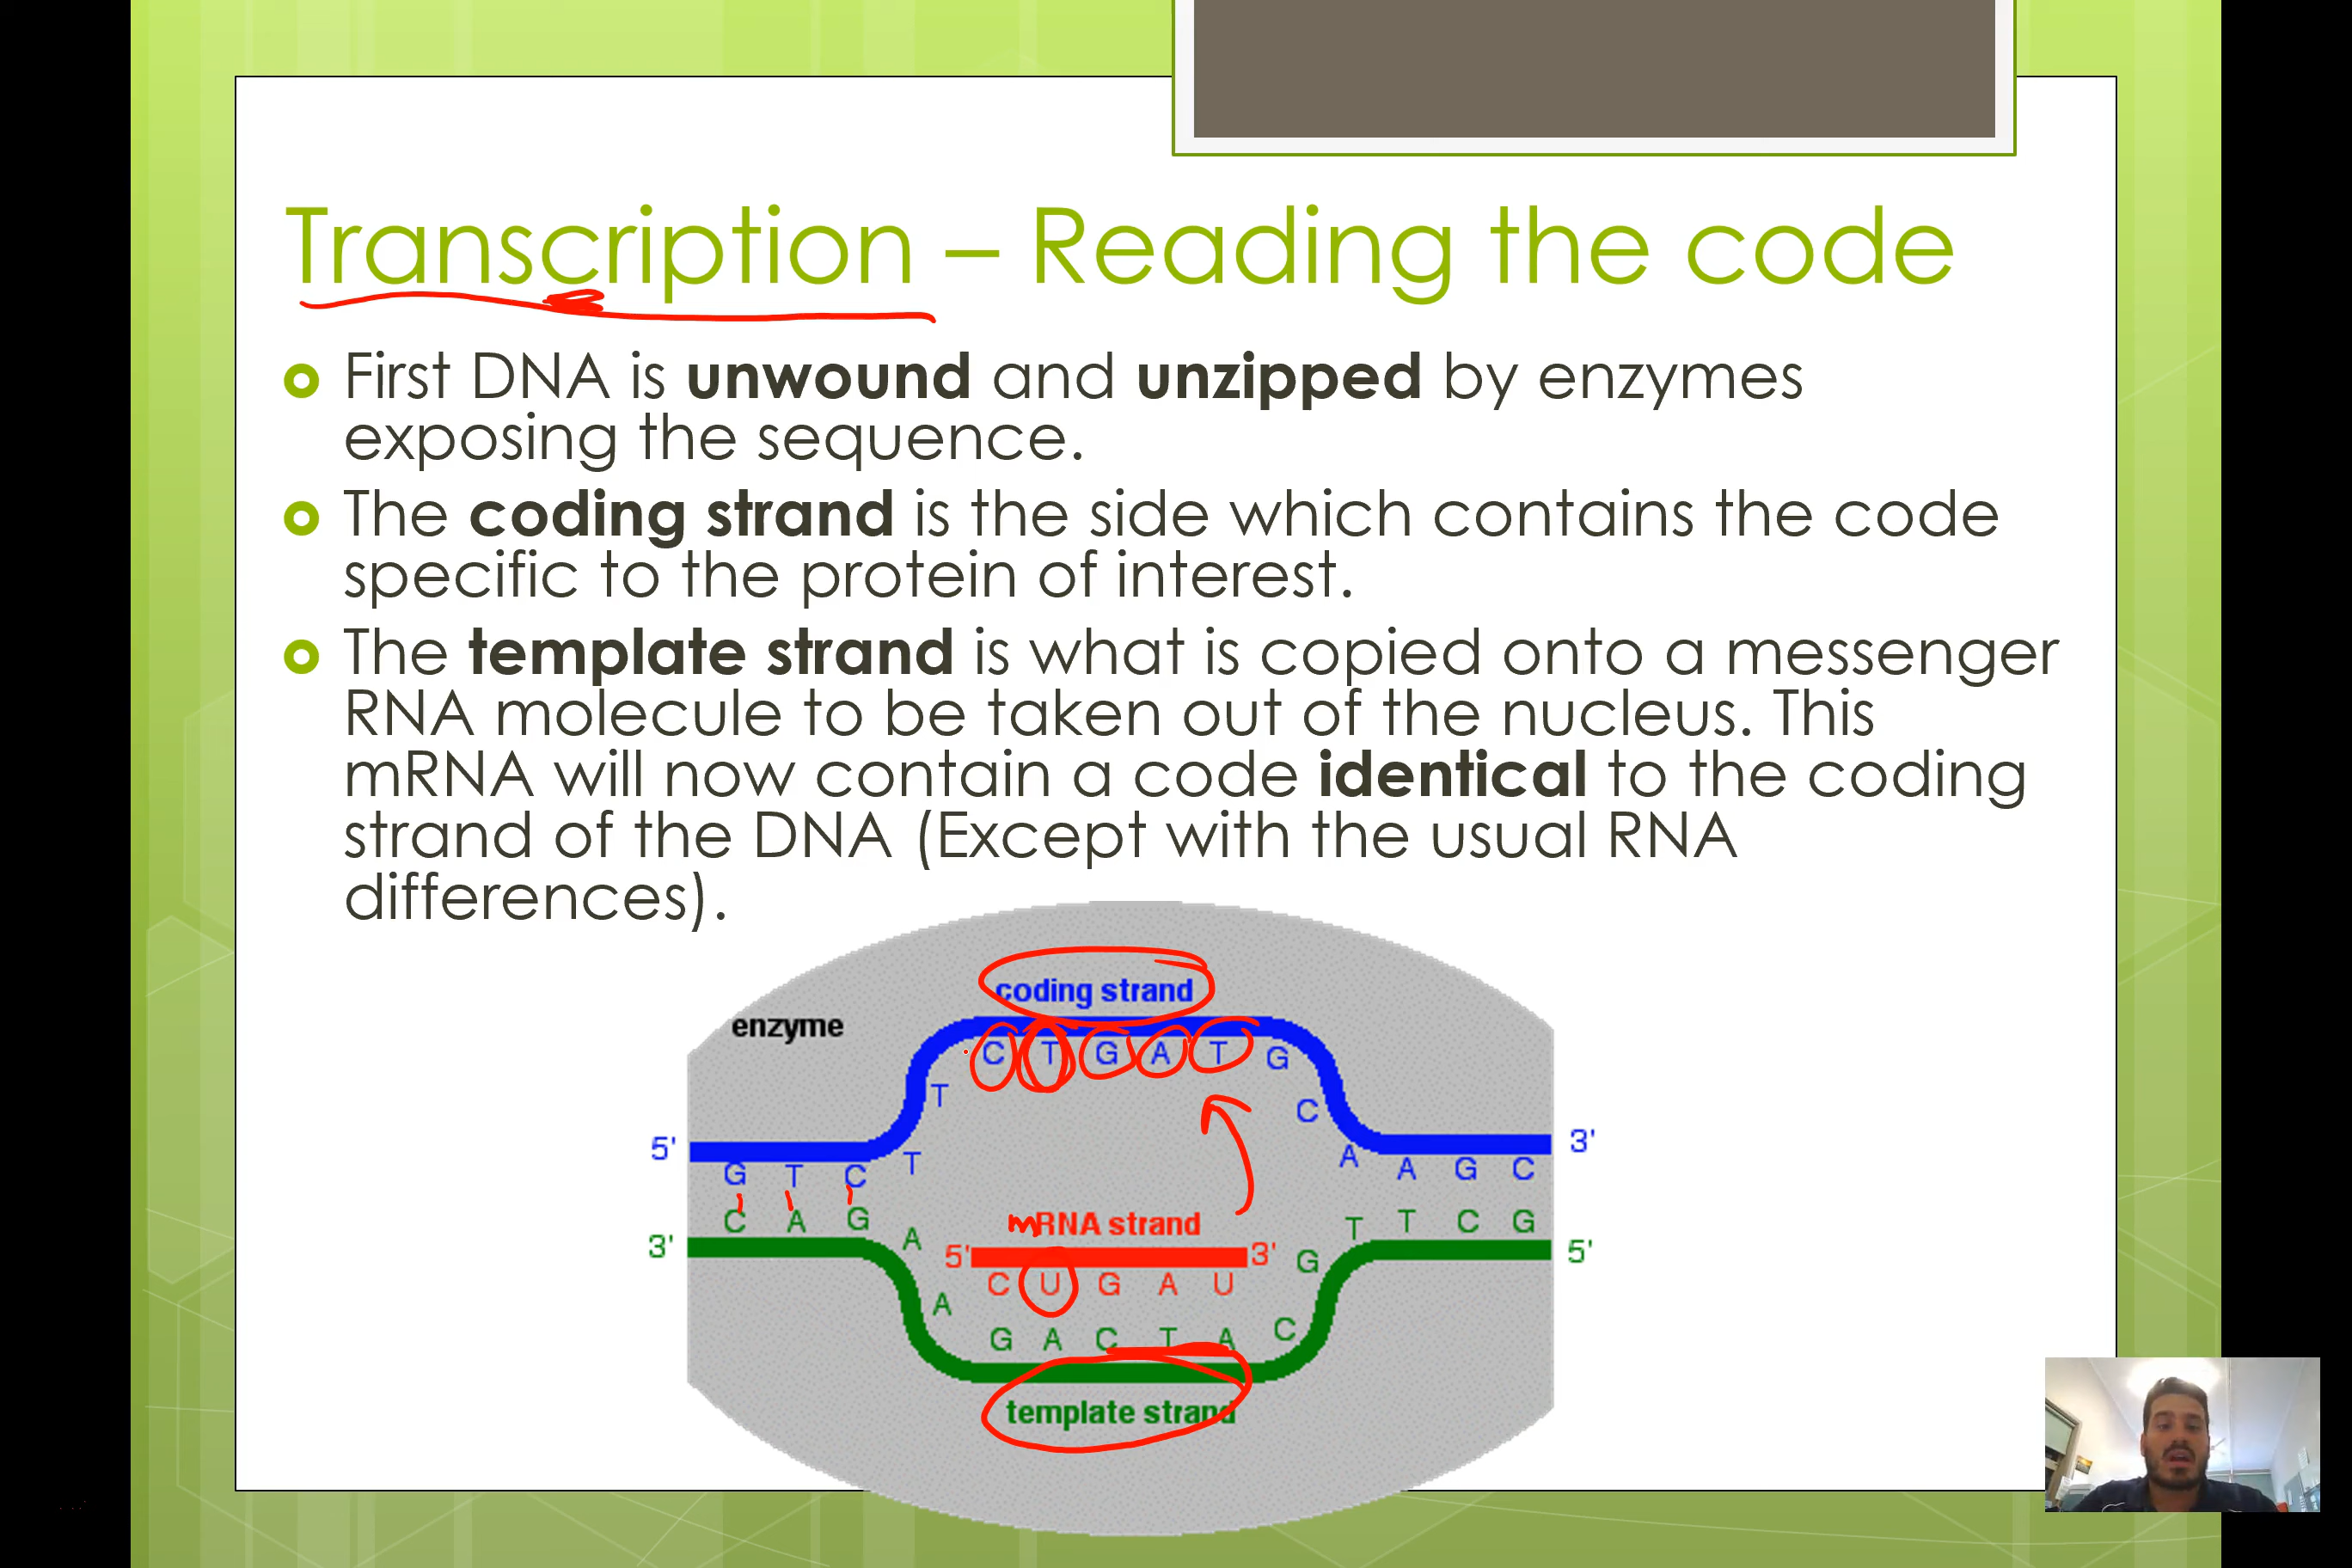 Transcription – Reading the code
First DNA is unwound and unzipped by enzymes
exposing the sequence.
The coding strand is the side which contains the code
specific to the protein of interest.
The template strand is what is copied onto a messenger
RNA molecule to be taken out of the nucleus. This
mRNA will now contain a code identical to the coding
strand of the DNA (Except with the usual RNA
differences).
coding strand
enzyme
C T G A T G
T C
5' 3'
G T C T A A G C
mRNA strand
C A G A T T C G
3' 5' 3' G 5'
C U G A U
A
G A C T A C
template strand